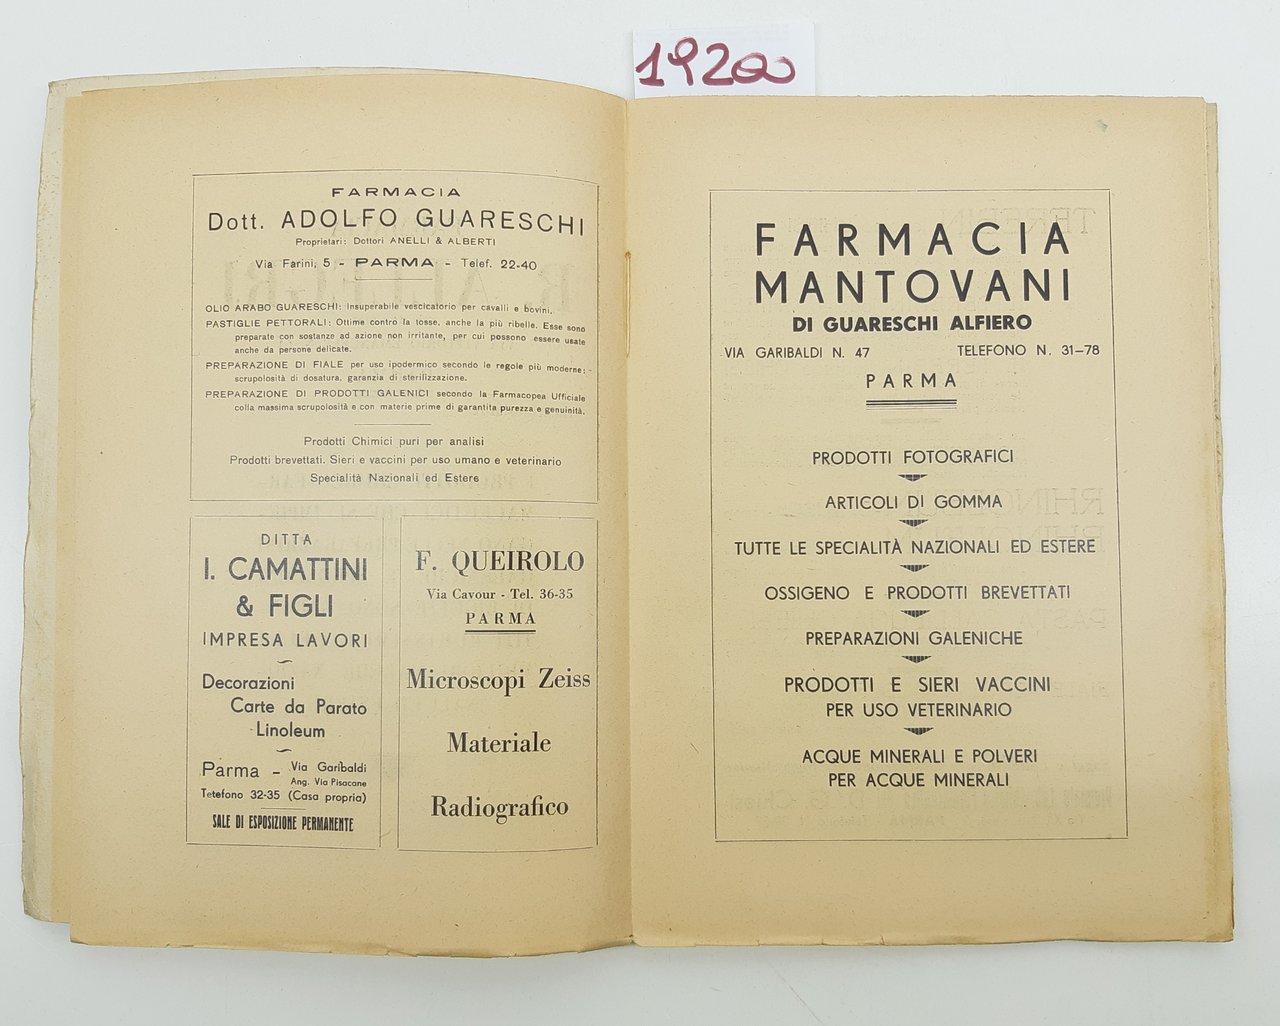 19200
FARMACIA
Dott. ADOLFO GUARESCHI
Proprietari: Dottori ANELLI & ALBERTI
Via Farini, 5 - PARMA - Telef. 22-40
OLIO ARABO GUARESCHI: Insuperabile vescicatorio per cavalli e bovini.
PASTIGLIE PETTORALI: Ottime contro la tosse, anche la più ribelle. Esse sono
preparate con sostanze ad azione non irritante, per cui possono essere usate
anche da persone delicate.
PREPARAZIONE DI FIALE per uso ipodermico secondo le regole più moderne:
scrupolosità di dosatura, garanzia di sterilizzazione.
PREPARAZIONE DI PRODOTTI GALENICI secondo la Farmacopea Ufficiale
colla massima scrupolosità e con materie prime di garantita purezza e genuinità.
Prodotti Chimici puri per analisi
Prodotti brevettati. Sieri e vaccini per uso umano e veterinario
Specialità Nazionali ed Estere
DITTA
I. CAMATTINI
& FIGLI
IMPRESA LAVORI
Decorazioni
Carte da Parato
Linoleum
Parma - Via Garibaldi
Ang. Via Pisacane
Telefono 32-35 (Casa propria)
SALE DI ESPOSIZIONE PERMANENTE
F. QUEIROLO
Via Cavour - Tel. 36-35
PARMA
Microscopi Zeiss
Materiale
Radiografico
FARMACIA
MANTOVANI
DI GUARESCHI ALFIERO
VIA GARIBALDI N. 47 TELEFONO N. 31-78
PARMA
PRODOTTI FOTOGRAFICI
ARTICOLI DI GOMMA
TUTTE LE SPECIALITÀ NAZIONALI ED ESTERE
OSSIGENO E PRODOTTI BREVETTATI
PREPARAZIONI GALENICHE
PRODOTTI E SIERI VACCINI
PER USO VETERINARIO
ACQUE MINERALI E POLVERI
PER ACQUE MINERALI